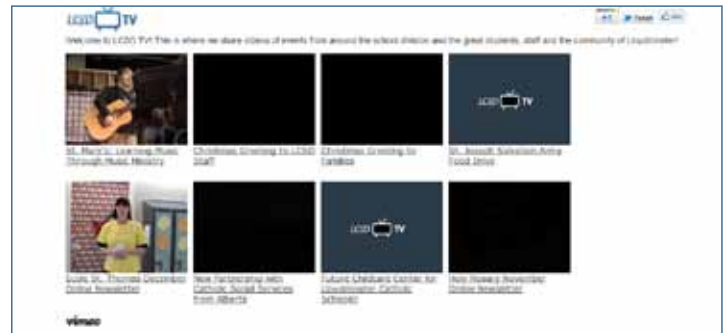 LCSD TV
Tweet
Welcome to LCSD TV! This is where we share videos of events from around the school division and the great students, staff and the community of Lloydminster!
LCSD TV
St. Mary's: Learning Music
Through Music Ministry
Christmas Greeting to LCSD
Staff
Christmas Greeting to
Families
St. Joseph Salvation Army
Food Drive
LCSD TV
St. Thomas December
Online Newsletter
New Partnership with
Catholic Social Services
from Alberta
Future Childcare Center for
Lloydminster Catholic
Schools!
Holy Rosary November
Online Newsletter
vimeo